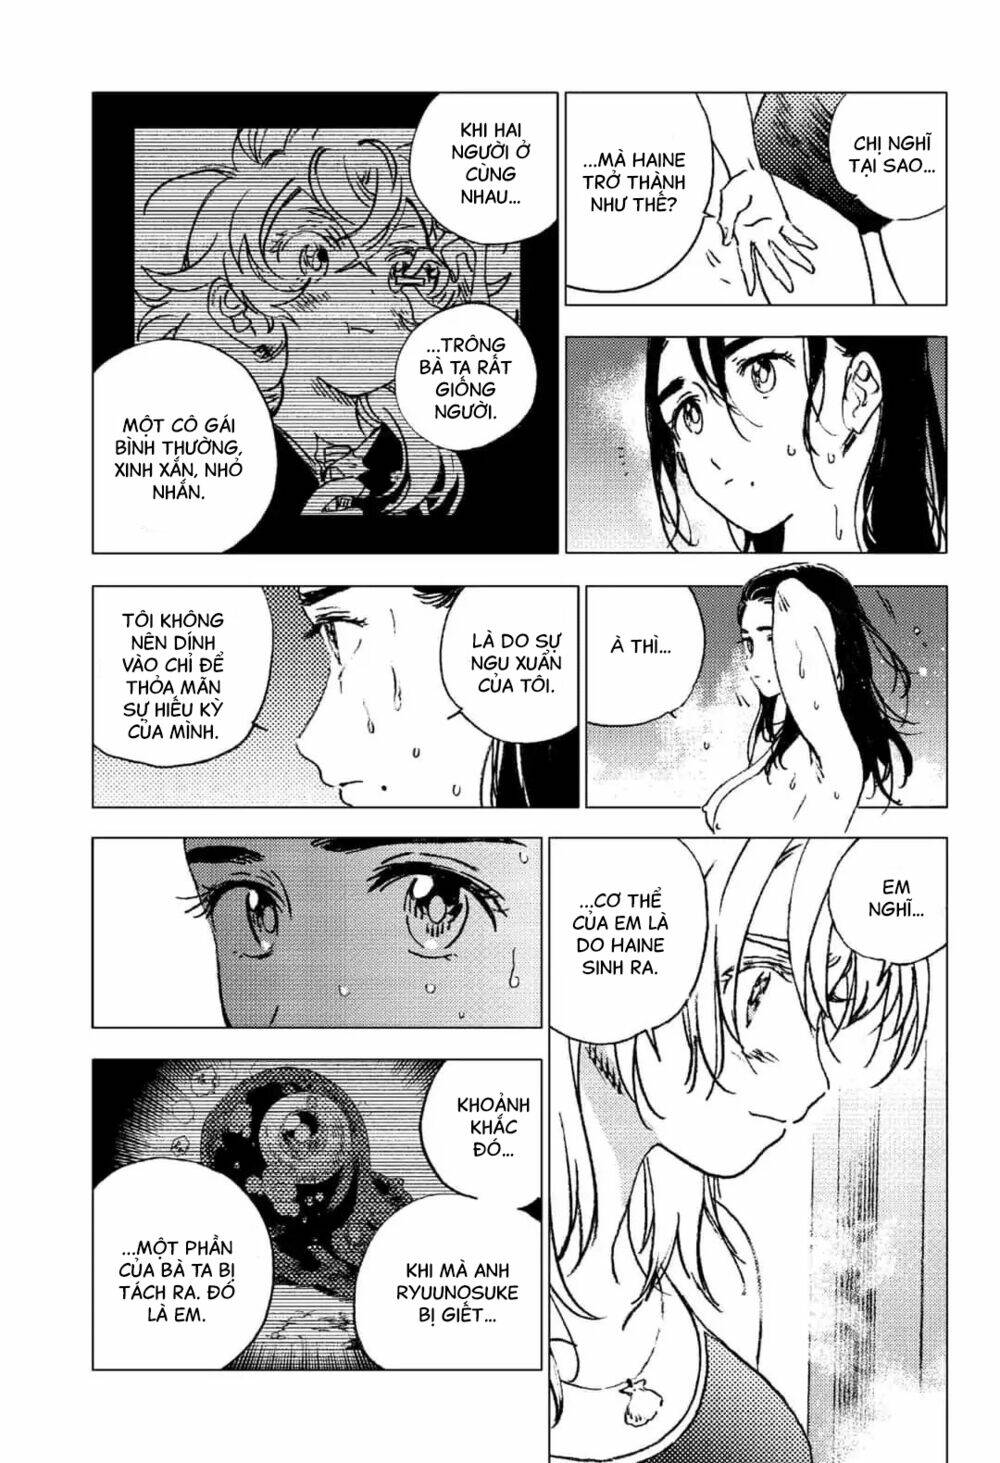 CHỊ NGHĨ
TẠI SAO...
...MÀ HAINE
TRỞ THÀNH
NHƯ THẾ?
KHI HAI
NGƯỜI Ở
CÙNG
NHAU...
...TRÔNG
BÀ TA RẤT
GIỐNG
NGƯỜI.
MỘT CÔ GÁI
BÌNH THƯỜNG,
XINH XẮN, NHỎ
NHẮN.
À THÌ...
LÀ DO SỰ
NGU XUẨN
CỦA TÔI.
TÔI KHÔNG
NÊN DÍNH
VÀO CHỈ ĐỂ
THỎA MÃN
SỰ HIẾU KỲ
CỦA MÌNH.
EM
NGHĨ...
...CƠ THỂ
CỦA EM LÀ
DO HAINE
SINH RA.
KHOẢNH
KHẮC
ĐÓ...
KHI MÀ ANH
RYUUNOSUKE
BỊ GIẾT...
...MỘT PHẦN
CỦA BÀ TA BỊ
TÁCH RA. ĐÓ
LÀ EM.